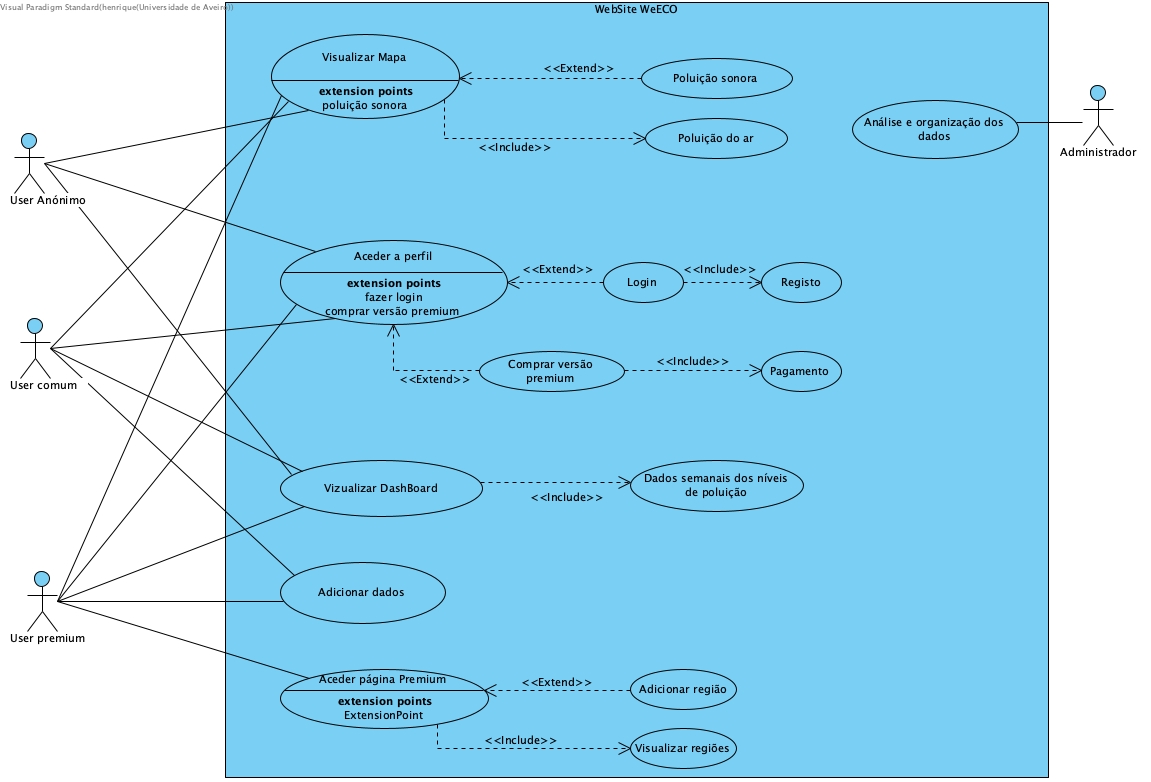 Visual Paradigm Standard(henrique(Universidade de Aveiro))
WebSite WeECO
Visualizar Mapa
extension points
poluição sonora
<<Extend>>
Poluição sonora
<<Include>>
Poluição do ar
Análise e organização dos
dados
Administrador
User Anónimo
Aceder a perfil
extension points
fazer login
comprar versão premium
<<Extend>>
Login
<<Include>>
Registo
<<Extend>>
Comprar versão
premium
<<Include>>
Pagamento
User comum
Vizualizar DashBoard
<<Include>>
Dados semanais dos níveis
de poluição
Adicionar dados
User premium
Aceder página Premium
extension points
ExtensionPoint
<<Extend>>
Adicionar região
<<Include>>
Visualizar regiões